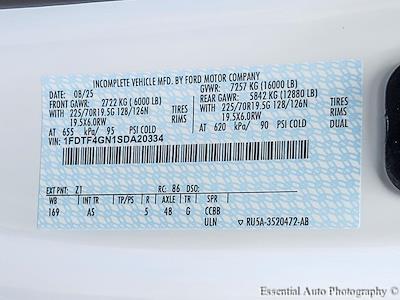 INCOMPLETE VEHICLE MFD. BY FORD MOTOR COMPANY
08/25 GVWR: 7257 KG (16000 LB)
FRONT GAWR: 2722 KG (6000 LB) REAR GAWR: 5842 KG (12880 LB)
WITH 225/70R19.5G 128/126N TIRES WITH 225/70R19.5G 128/126N TIRES
19.5X6.0RW RIMS 19.5X6.0RW RIMS
AT 655 kPa/ 95 PSI COLD AT 620 kPa/ 90 PSI COLD DUAL
VIN: 1FDTF4GN1SDA20334
EXT PNT: Z1 RC: 86 DSO:
WB INT TR TP/PS R AXLE TR SPR
169 AS 5 48 G CCBB
ULN RU5A-3520472-AB
Essential Auto Photography ©